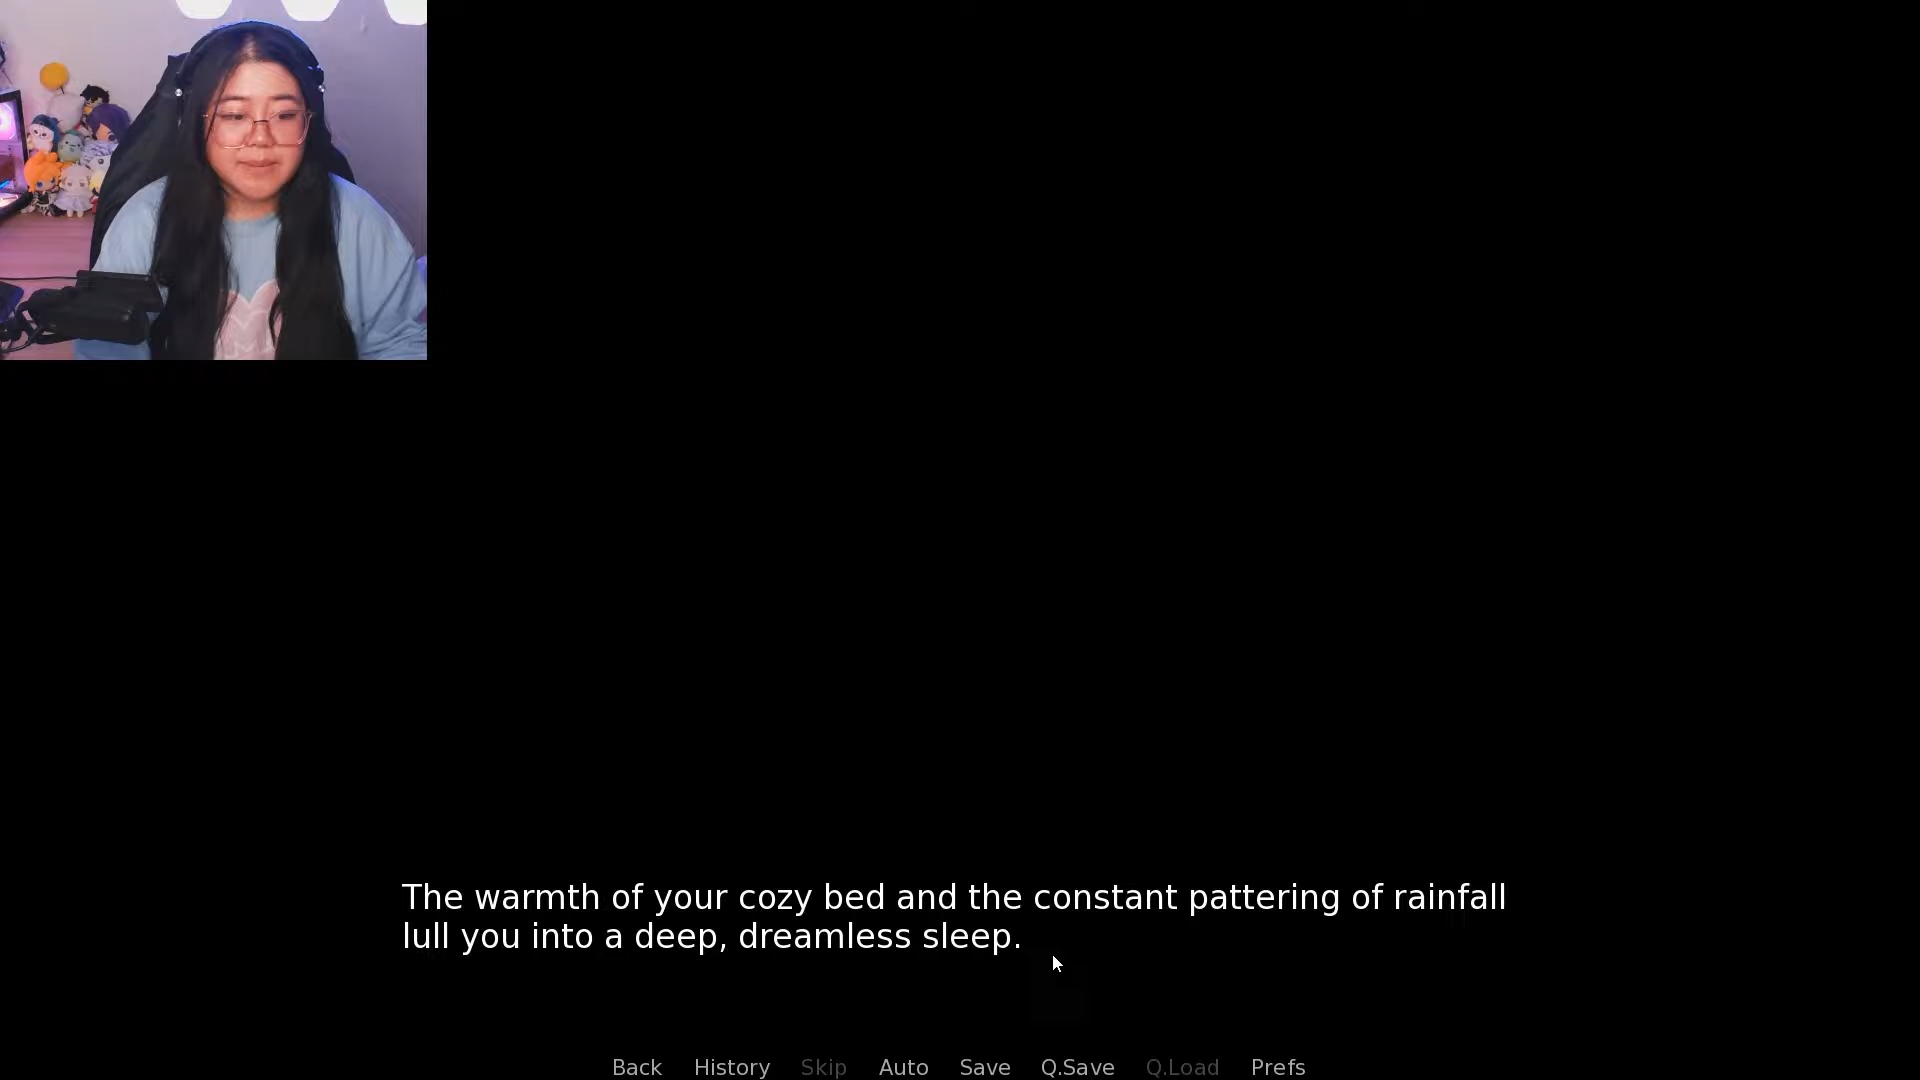 The warmth of your cozy bed and the constant pattering of rainfall
lull you into a deep, dreamless sleep.
Back History Skip Auto Save Q.Save Q.Load Prefs